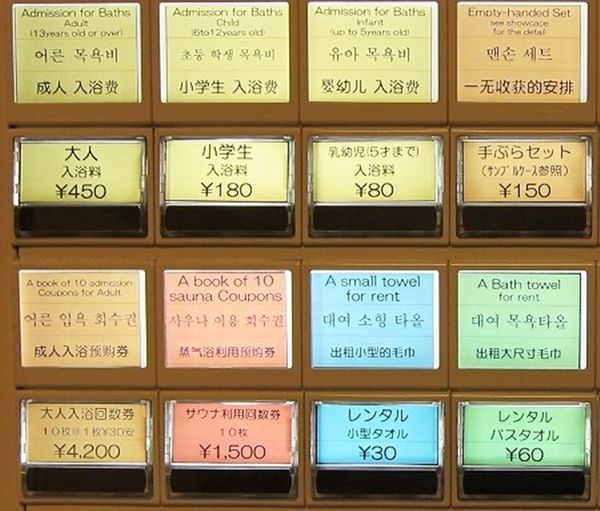 Admission for Baths
Adult
(13years old or over)
어른 목욕비
成人 入浴费
Admission for Baths
Child
(6to12years old)
초등 학생 목욕비
小学生 入浴费
Admission for Baths
Infant
(up to 5years old)
유아 목욕비
婴幼儿 入浴费
Empty-handed Set
see showcase
for the detail
맨손 세트
一无收获的安排
大人
入浴料
¥450
小学生
入浴料
¥180
乳幼児(5才まで)
入浴料
¥80
手ぶらセット
(ｻﾝﾌﾟﾙｹｰｽ参照)
¥150
A book of 10 admission
Coupons for Adult
어른 입욕 회수권
成人入浴预购券
A book of 10
sauna Coupons
사우나 이용 회수권
蒸气浴利用预购券
A small towel
for rent
대여 소형 타올
出租小型的毛巾
A Bath towel
for rent
대여 목욕타올
出租大尺寸毛巾
大人入浴回数券
10枚@1枚¥30安
¥4,200
サウナ利用回数券
10枚
¥1,500
レンタル
小型タオル
¥30
レンタル
バスタオル
¥60